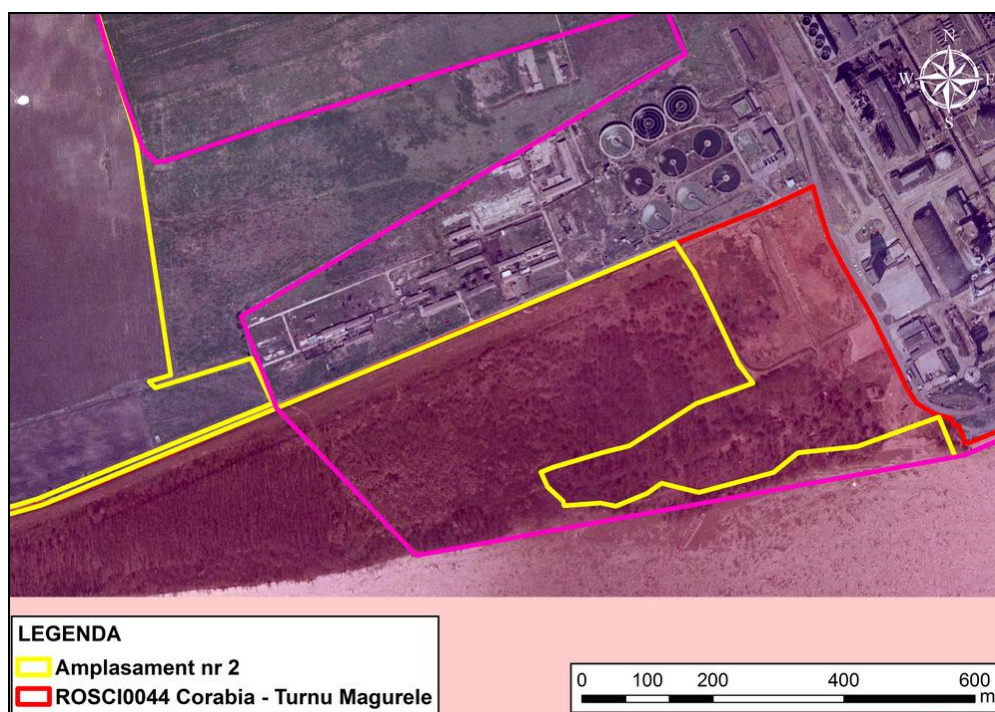 N
W E
S
LEGENDA
Amplasament nr 2
ROSCI0044 Corabia - Turnu Magurele
0 100 200 400 600
m